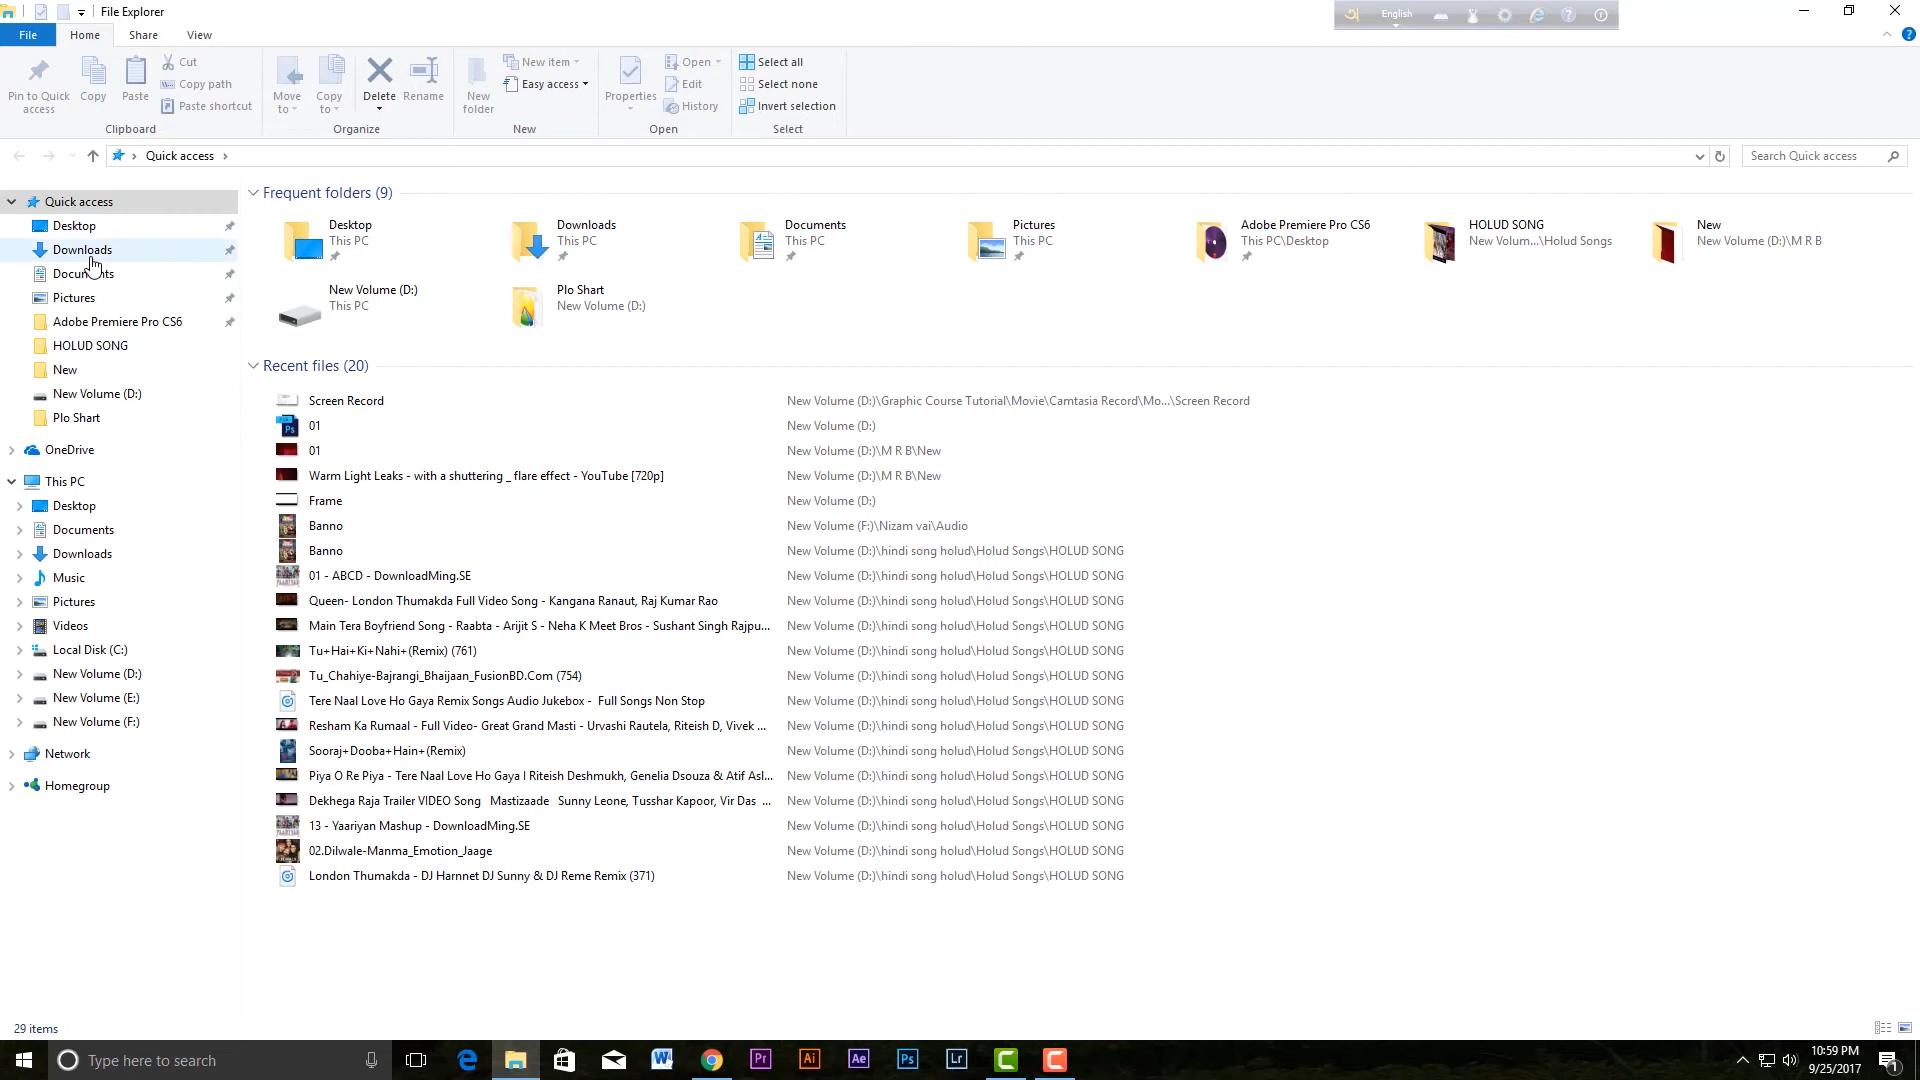 File Explorer
English
File Home Share View
Pin to Quick access
Copy
Paste
Cut
Copy path
Paste shortcut
Clipboard
Move to
Copy to
Delete
Rename
Organize
New folder
New item
Easy access
New
Properties
Open
Edit
History
Open
Select all
Select none
Invert selection
Select
Quick access
Search Quick access
Quick access
Desktop
Downloads
Documents
Pictures
Adobe Premiere Pro CS6
HOLUD SONG
New
New Volume (D:)
Plo Shart
OneDrive
This PC
Desktop
Documents
Downloads
Music
Pictures
Videos
Local Disk (C:)
New Volume (D:)
New Volume (E:)
New Volume (F:)
Network
Homegroup
Frequent folders (9)
Desktop
This PC
Downloads
This PC
Documents
This PC
Pictures
This PC
Adobe Premiere Pro CS6
This PC\Desktop
HOLUD SONG
New Volum...\Holud Songs
New
New Volume (D:)\M R B
New Volume (D:)
This PC
Plo Shart
New Volume (D:)
Recent files (20)
Screen Record New Volume (D:)\Graphic Course Tutorial\Movie\Camtasia Record\Mo...\Screen Record
01 New Volume (D:)
01 New Volume (D:)\M R B\New
Warm Light Leaks - with a shuttering _ flare effect - YouTube [720p] New Volume (D:)\M R B\New
Frame New Volume (D:)
Banno New Volume (F:)\Nizam vai\Audio
Banno New Volume (D:)\hindi song holud\Holud Songs\HOLUD SONG
01 - ABCD - DownloadMing.SE New Volume (D:)\hindi song holud\Holud Songs\HOLUD SONG
Queen- London Thumakda Full Video Song - Kangana Ranaut, Raj Kumar Rao New Volume (D:)\hindi song holud\Holud Songs\HOLUD SONG
Main Tera Boyfriend Song - Raabta - Arijit S - Neha K Meet Bros - Sushant Singh Rajpu... New Volume (D:)\hindi song holud\Holud Songs\HOLUD SONG
Tu+Hai+Ki+Nahi+(Remix) (761) New Volume (D:)\hindi song holud\Holud Songs\HOLUD SONG
Tu_Chahiye-Bajrangi_Bhaijaan_FusionBD.Com (754) New Volume (D:)\hindi song holud\Holud Songs\HOLUD SONG
Tere Naal Love Ho Gaya Remix Songs Audio Jukebox - Full Songs Non Stop New Volume (D:)\hindi song holud\Holud Songs\HOLUD SONG
Resham Ka Rumaal - Full Video- Great Grand Masti - Urvashi Rautela, Riteish D, Vivek ... New Volume (D:)\hindi song holud\Holud Songs\HOLUD SONG
Sooraj+Dooba+Hain+(Remix) New Volume (D:)\hindi song holud\Holud Songs\HOLUD SONG
Piya O Re Piya - Tere Naal Love Ho Gaya I Riteish Deshmukh, Genelia Dsouza & Atif Asl... New Volume (D:)\hindi song holud\Holud Songs\HOLUD SONG
Dekhega Raja Trailer VIDEO Song Mastizaade Sunny Leone, Tusshar Kapoor, Vir Das ... New Volume (D:)\hindi song holud\Holud Songs\HOLUD SONG
13 - Yaariyan Mashup - DownloadMing.SE New Volume (D:)\hindi song holud\Holud Songs\HOLUD SONG
02.Dilwale-Manma_Emotion_Jaage New Volume (D:)\hindi song holud\Holud Songs\HOLUD SONG
London Thumakda - DJ Harnnet DJ Sunny & DJ Reme Remix (371) New Volume (D:)\hindi song holud\Holud Songs\HOLUD SONG
29 items
Type here to search
Pr Ai Ae Ps Lr
10:59 PM
9/25/2017
1